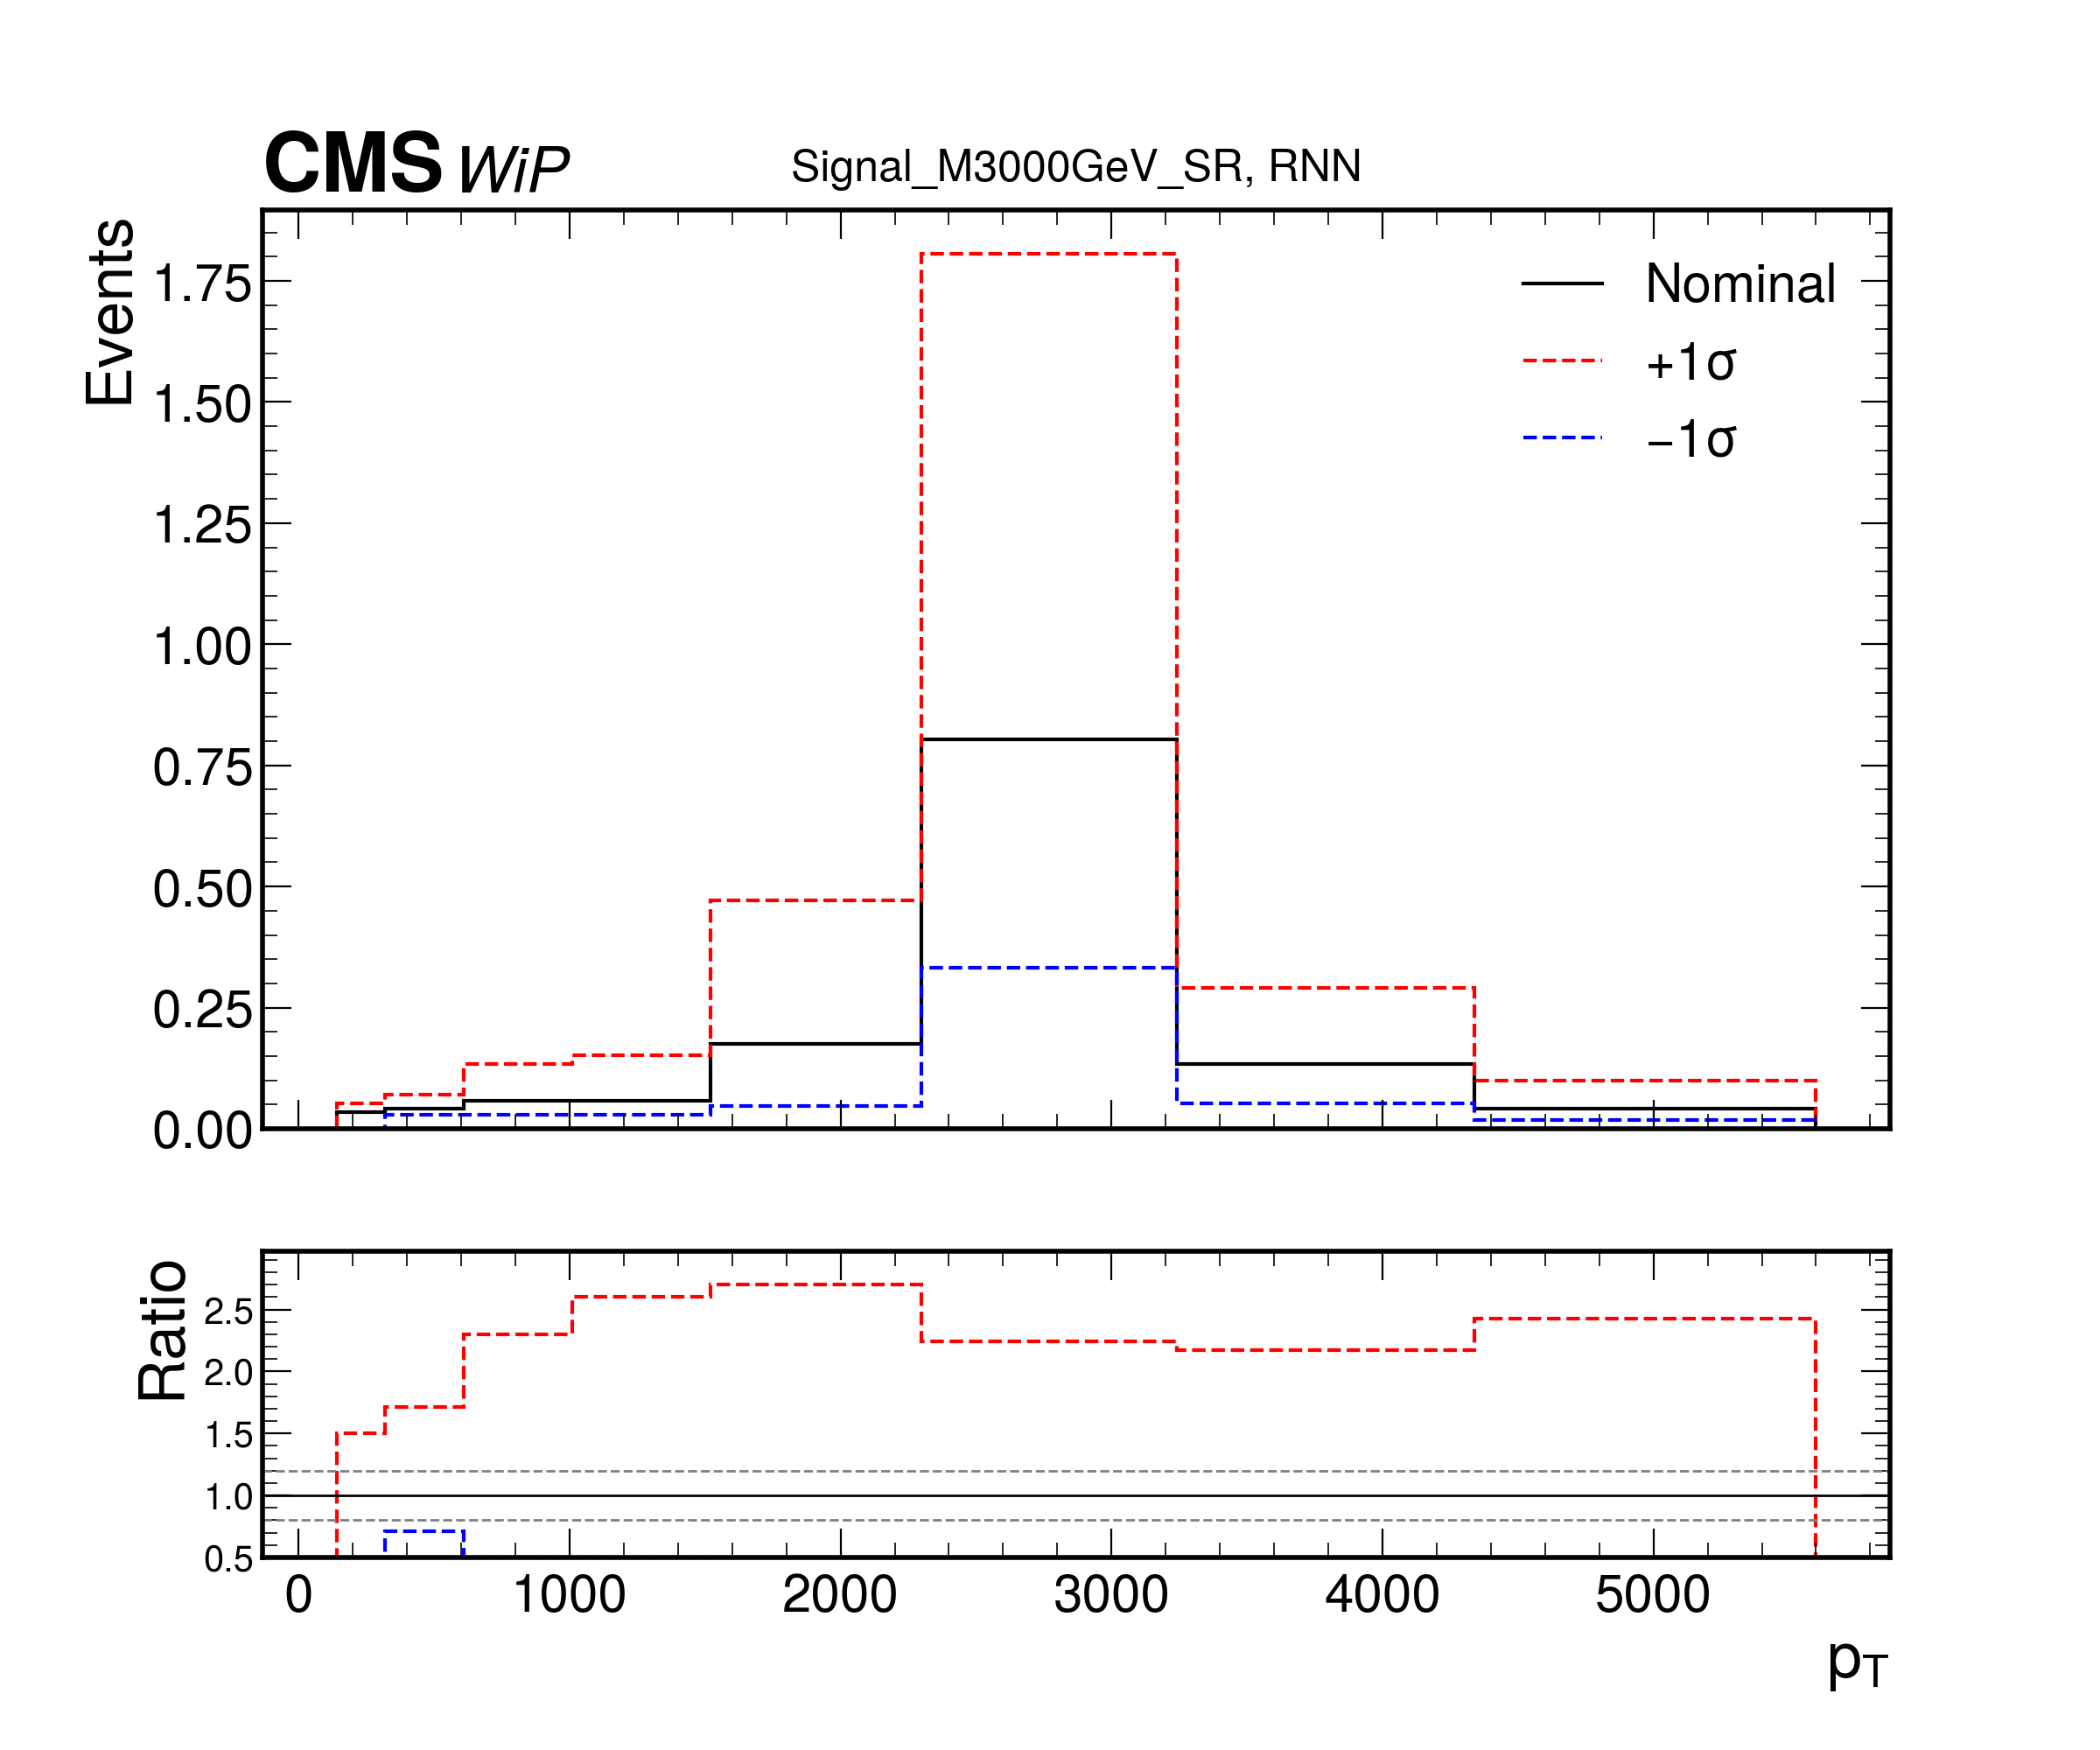 CMS WiP
Signal_M3000GeV_SR, RNN
Events
1.75
1.50
1.25
1.00
0.75
0.50
0.25
0.00
Nominal
+1σ
−1σ
Ratio
2.5
2.0
1.5
1.0
0.5
0 1000 2000 3000 4000 5000
pT